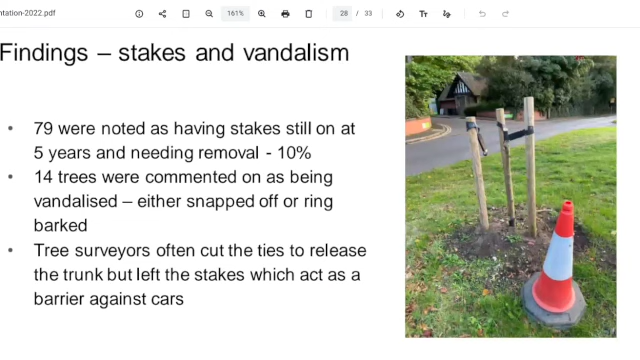 ntation-2022.pdf
161%
28 / 33
Findings – stakes and vandalism
• 79 were noted as having stakes still on at
5 years and needing removal - 10%
• 14 trees were commented on as being
vandalised – either snapped off or ring
barked
• Tree surveyors often cut the ties to release
the trunk but left the stakes which act as a
barrier against cars